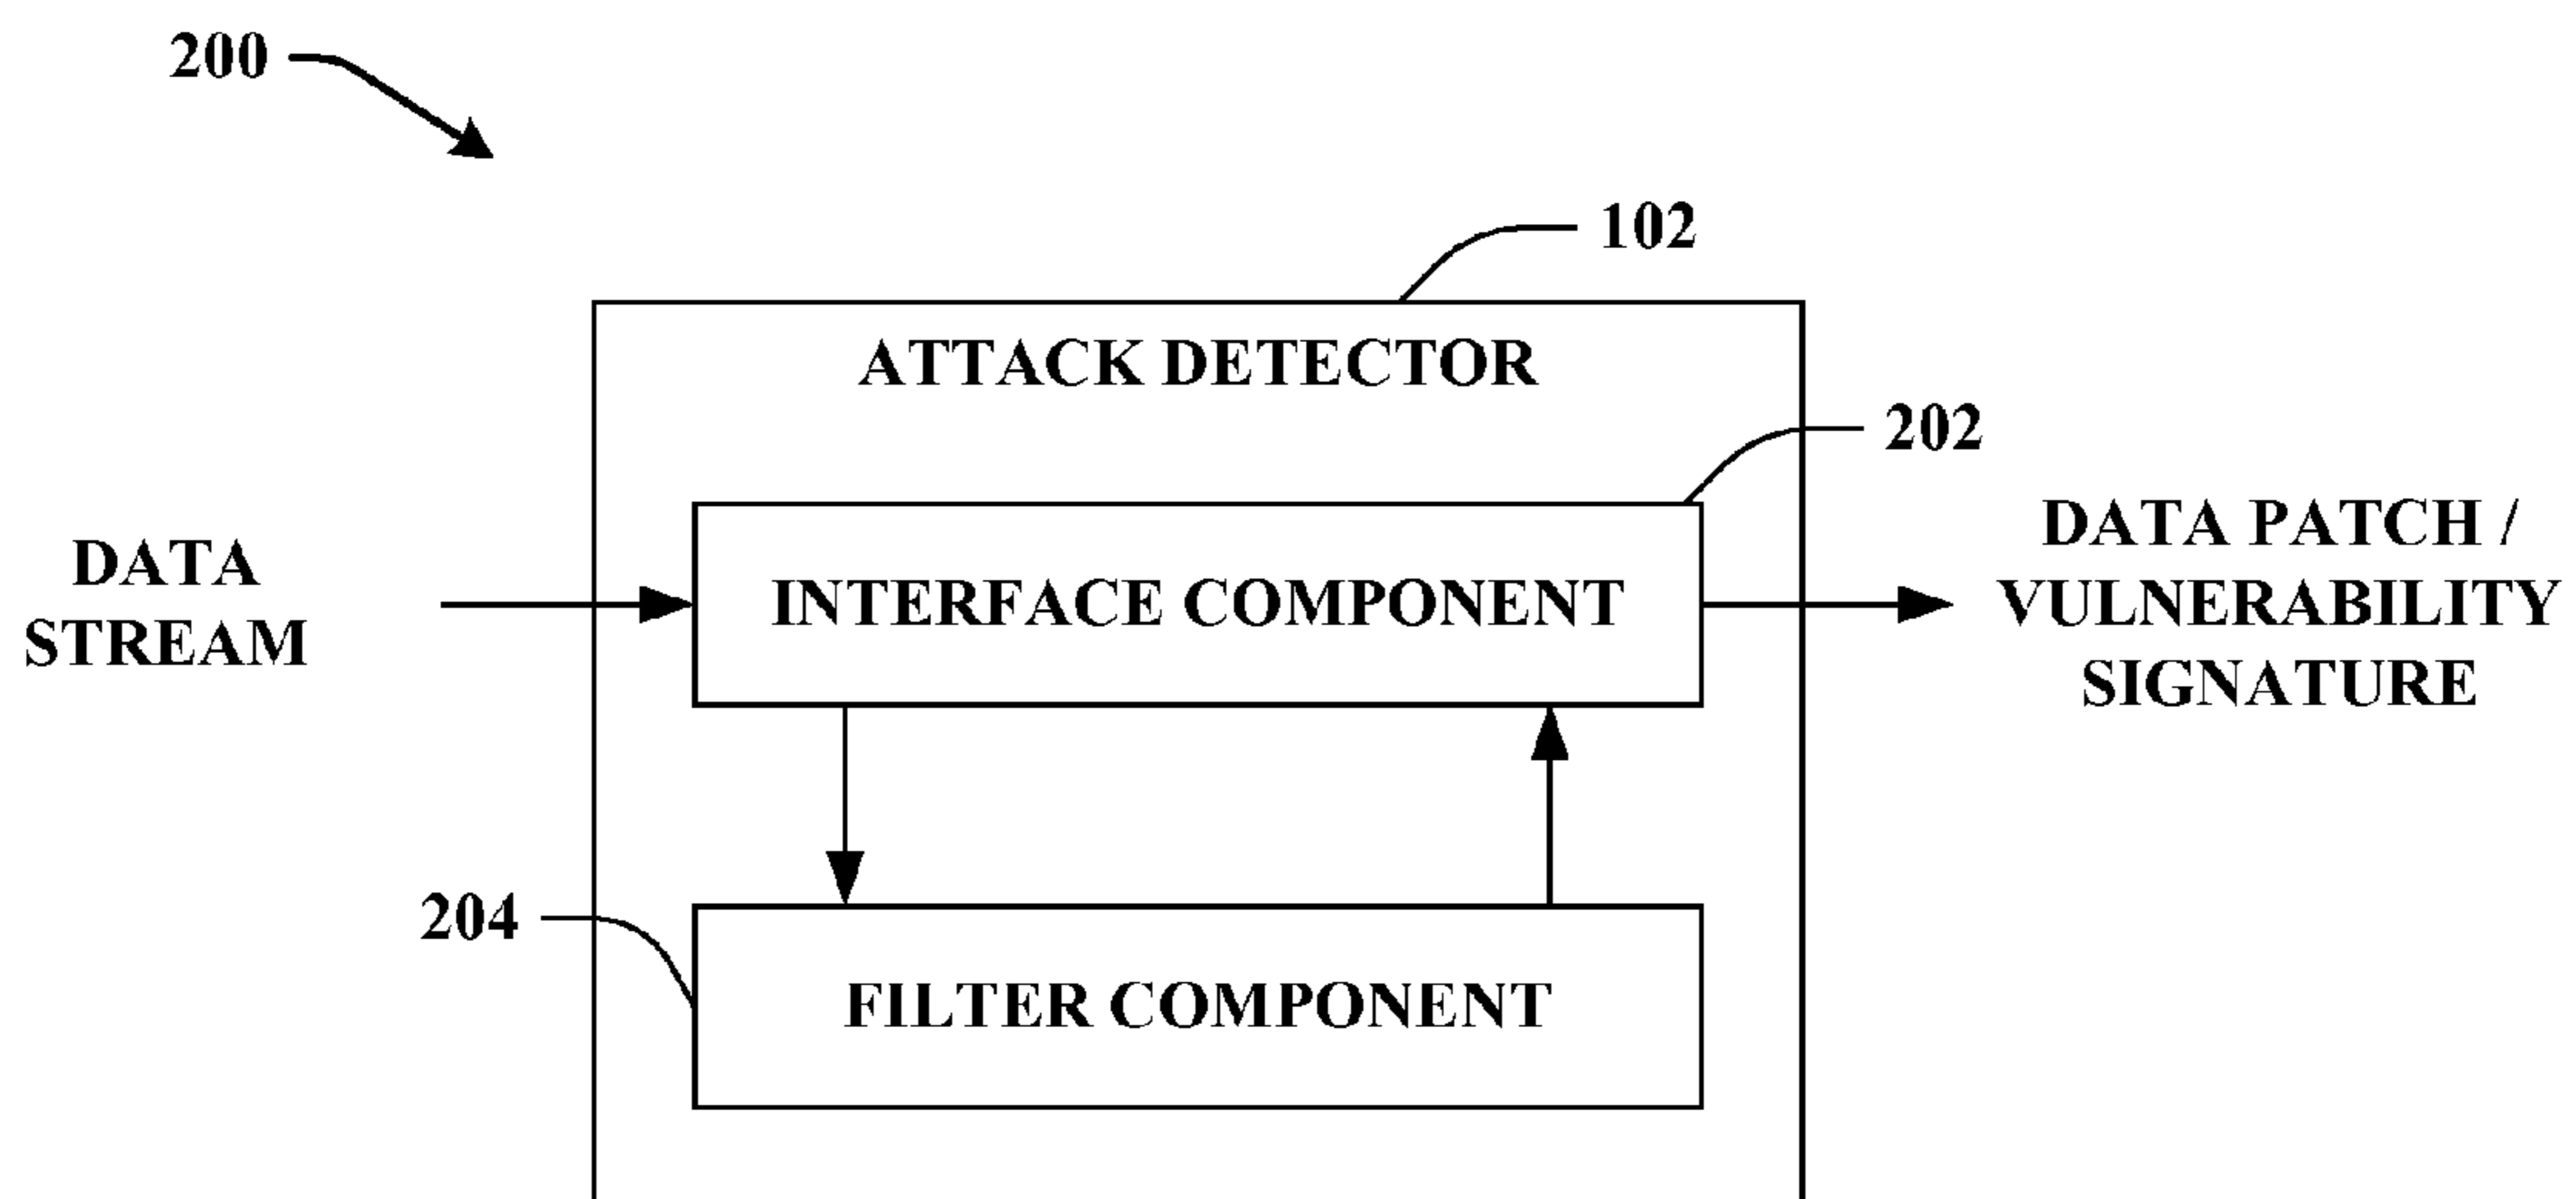 200
102
ATTACK DETECTOR
202
DATA
STREAM
INTERFACE COMPONENT
DATA PATCH /
VULNERABILITY
SIGNATURE
204
FILTER COMPONENT